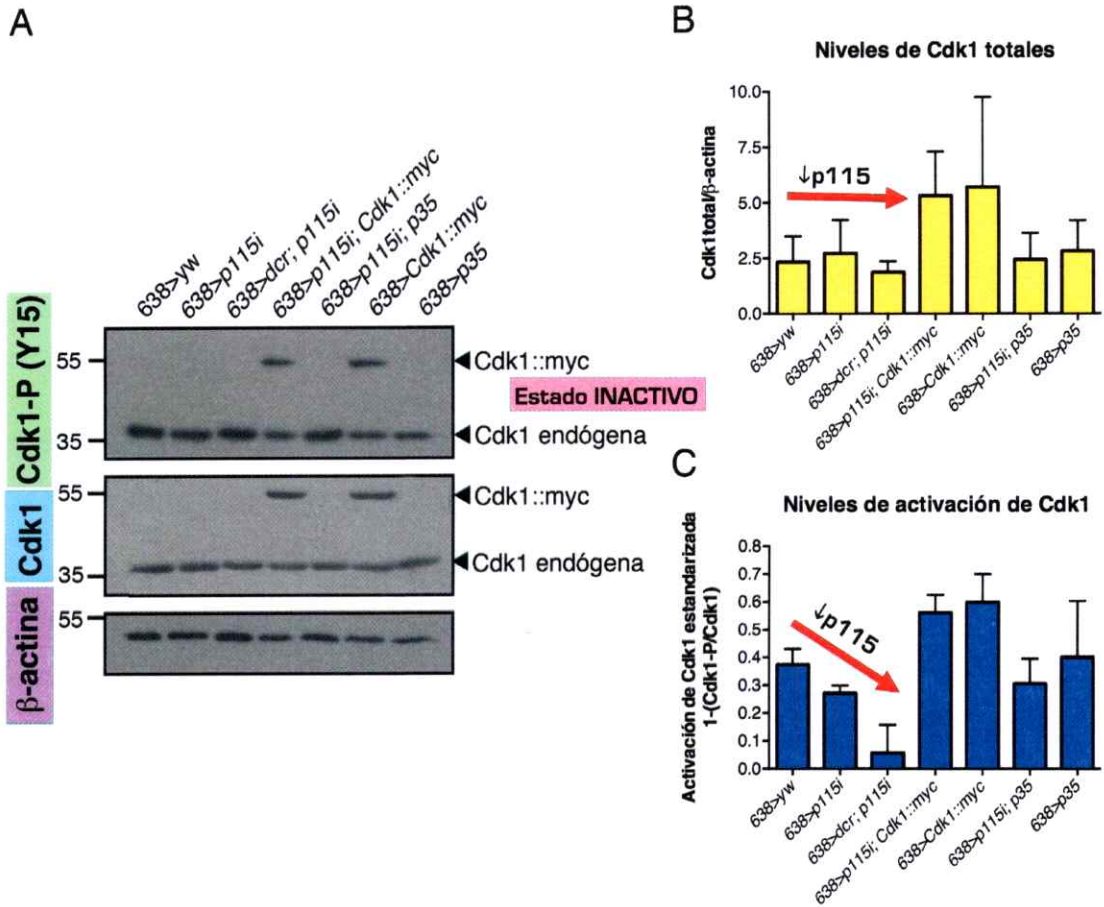 A
638>yw
638>p115i
638>dcr; p115i
638>p115i; Cdk1::myc
638>p115i; p35
638>Cdk1::myc
638>p35
Cdk1-P (Y15)
55
35
Cdk1::myc
Estado INACTIVO
Cdk1 endógena
Cdk1
55
35
Cdk1::myc
Cdk1 endógena
β-actina
55
B
Niveles de Cdk1 totales
Cdk1total/β-actina
10.0
7.5
5.0
2.5
0.0
↓p115
638>yw
638>p115i
638>dcr; p115i
638>p115i; Cdk1::myc
638>Cdk1::myc
638>p115i; p35
638>p35
C
Niveles de activación de Cdk1
Activación de Cdk1 estandarizada
1-(Cdk1-P/Cdk1)
0.8
0.7
0.6
0.5
0.4
0.3
0.2
0.1
0.0
↓p115
638>yw
638>p115i
638>dcr; p115i
638>p115i; Cdk1::myc
638>Cdk1::myc
638>p115i; p35
638>p35